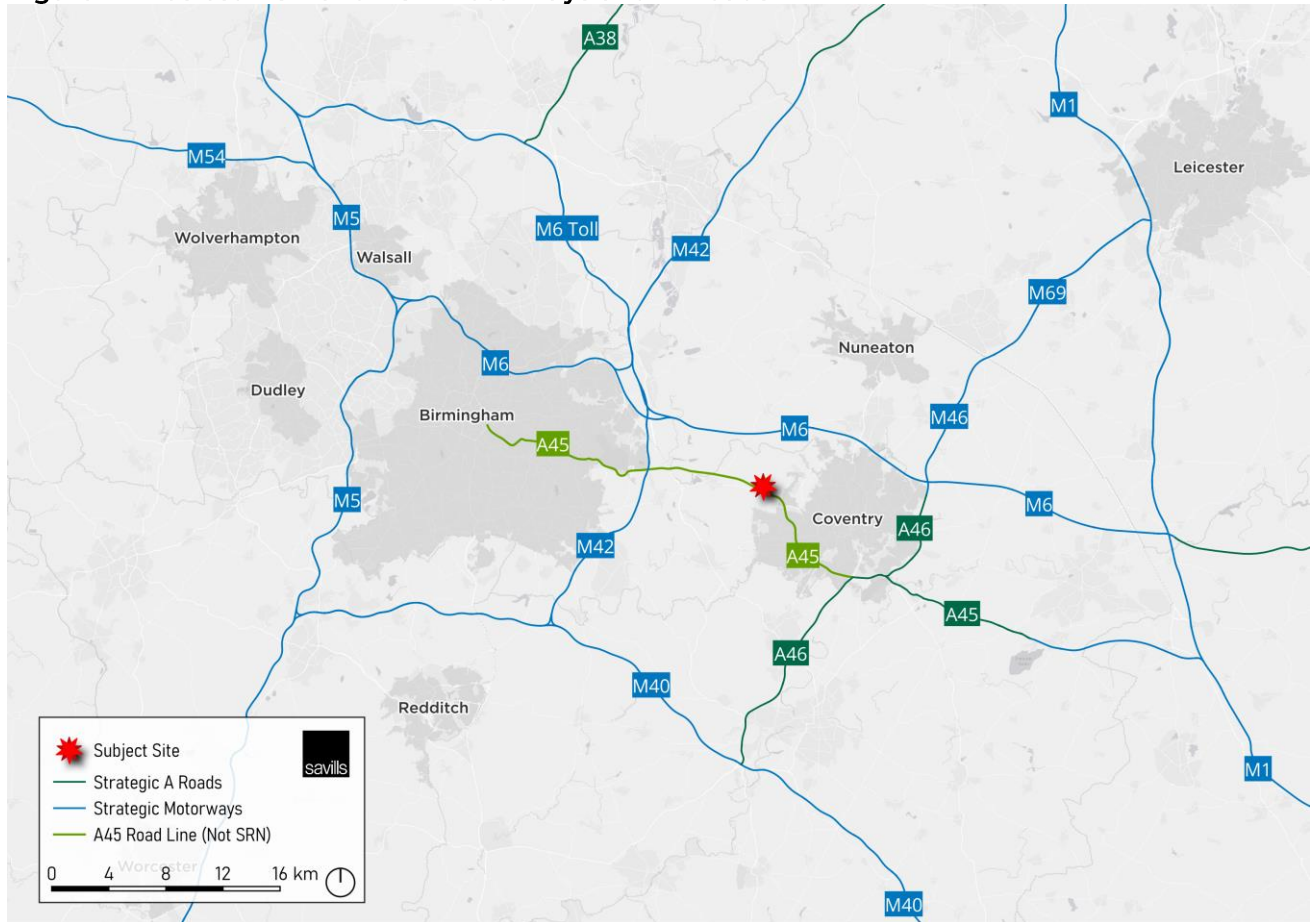 A38
M1
M54
Leicester
M5
M6 Toll
Wolverhampton
M42
Walsall
M69
Nuneaton
M6
Dudley
Birmingham
M46
M6
A45
M5
M6
Coventry
A46
M42
A45
A45
A46
M40
Redditch
Subject Site
savills
Strategic A Roads
M1
Strategic Motorways
A45 Road Line (Not SRN)
Worcester
0 4 8 12 16 km
M40